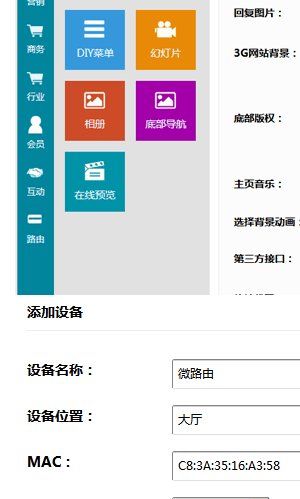 营销
商务
行业
会员
互动
路由
DIY菜单
幻灯片
相册
底部导航
在线预览
回复图片：
3G网站背景：
底部版权：
主页音乐：
选择背景动画：
第三方接口：
添加设备
设备名称：
微路由
设备位置：
大厅
MAC：
C8:3A:35:16:A3:58